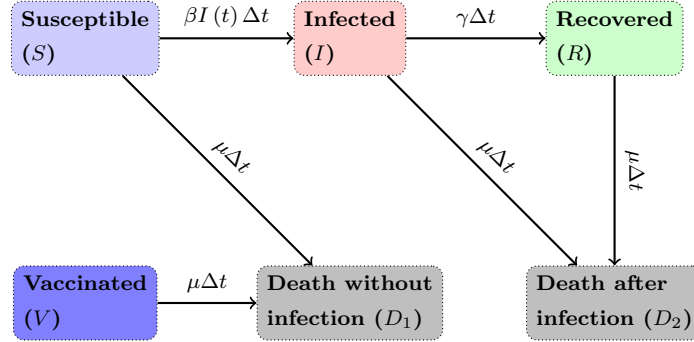 Susceptible
(S)
βI (t) Δt
Infected
(I)
γΔt
Recovered
(R)
μΔt
μΔt
μΔt
Vaccinated
(V)
μΔt
Death without
infection (D₁)
Death after
infection (D₂)